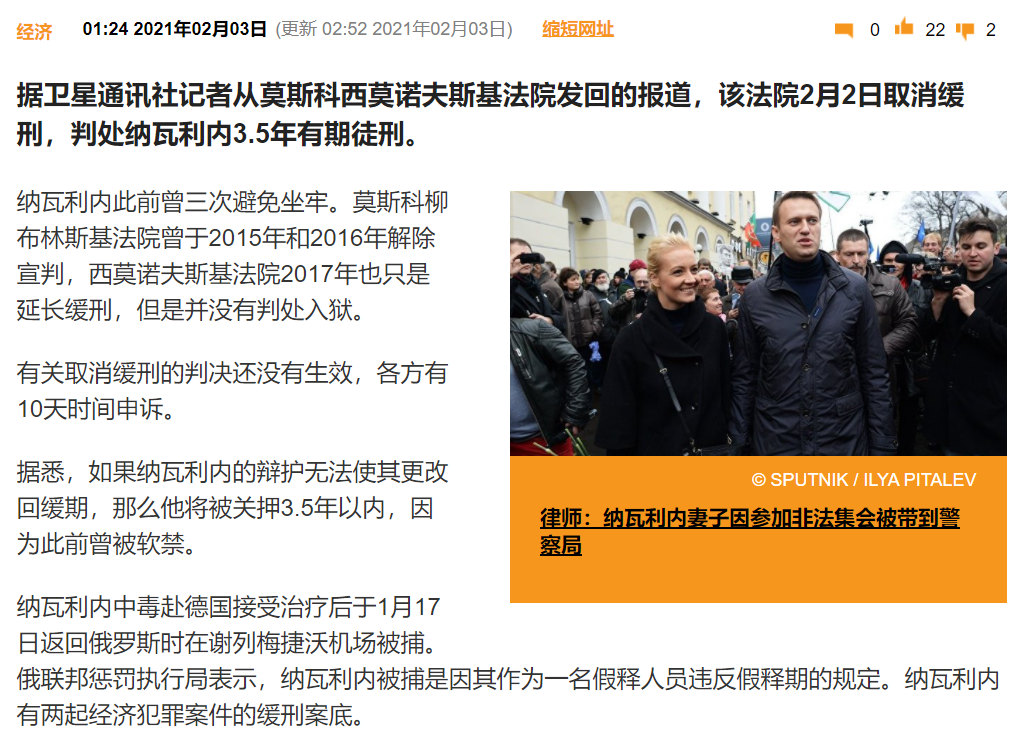 经济 01:24 2021年02月03日 (更新 02:52 2021年02月03日) 缩短网址 0 22 2
据卫星通讯社记者从莫斯科西莫诺夫斯基法院发回的报道，该法院2月2日取消缓
刑，判处纳瓦利内3.5年有期徒刑。
纳瓦利内此前曾三次避免坐牢。莫斯科柳
布林斯基法院曾于2015年和2016年解除
宣判，西莫诺夫斯基法院2017年也只是
延长缓刑，但是并没有判处入狱。
有关取消缓刑的判决还没有生效，各方有
10天时间申诉。
据悉，如果纳瓦利内的辩护无法使其更改
回缓期，那么他将被关押3.5年以内，因
为此前曾被软禁。
纳瓦利内中毒赴德国接受治疗后于1月17
日返回俄罗斯时在谢列梅捷沃机场被捕。
俄联邦惩罚执行局表示，纳瓦利内被捕是因其作为一名假释人员违反假释期的规定。纳瓦利内
有两起经济犯罪案件的缓刑案底。
© SPUTNIK / ILYA PITALEV
律师：纳瓦利内妻子因参加非法集会被带到警
察局